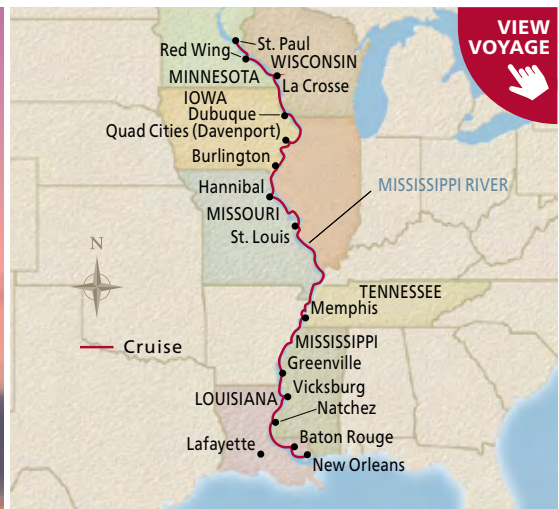 VIEW
VOYAGE
St. Paul
Red Wing
WISCONSIN
MINNESOTA
La Crosse
IOWA
Dubuque
Quad Cities (Davenport)
Burlington
Hannibal
MISSISSIPPI RIVER
MISSOURI
St. Louis
N
TENNESSEE
Memphis
Cruise
MISSISSIPPI
Greenville
Vicksburg
LOUISIANA
Natchez
Baton Rouge
Lafayette
New Orleans